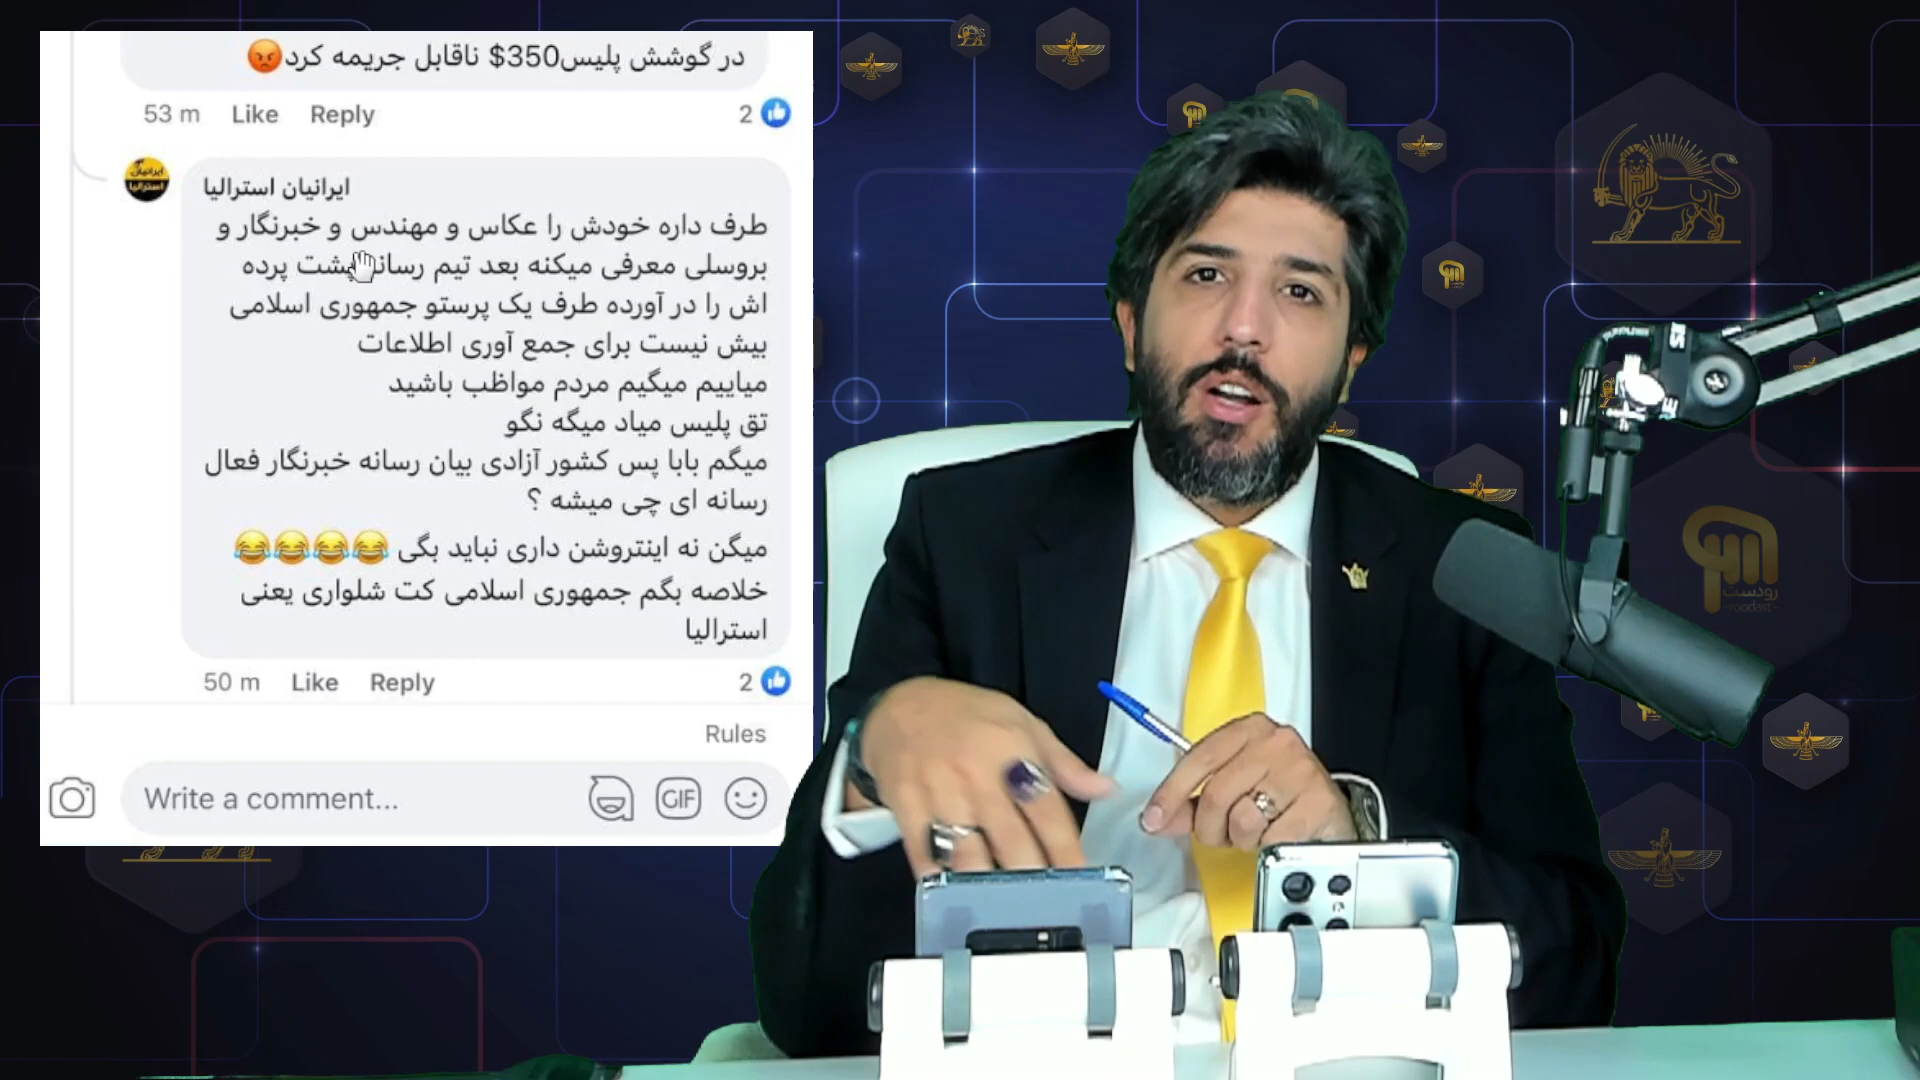 در گوشش پلیس350$ ناقابل جریمه کرد😡
53 m Like Reply 2
ایرانیان استرالیا
طرف داره خودش را عکاس و مهندس و خبرنگار و
بروسلی معرفی میکنه بعد تیم رسانه پشت پرده
اش را در آورده طرف یک پرستو جمهوری اسلامی
بیش نیست برای جمع آوری اطلاعات
میاییم میگیم مردم مواظب باشید
تق پلیس میاد میگه نگو
میگم بابا پس کشور آزادی بیان رسانه خبرنگار فعال
رسانه ای چی میشه ؟
میگن نه اینتروشن داری نباید بگی 😂😂😂😂
خلاصه بگم جمهوری اسلامی کت شلواری یعنی
استرالیا
50 m Like Reply 2
Rules
Write a comment...
GIF
رودست
-roodast-